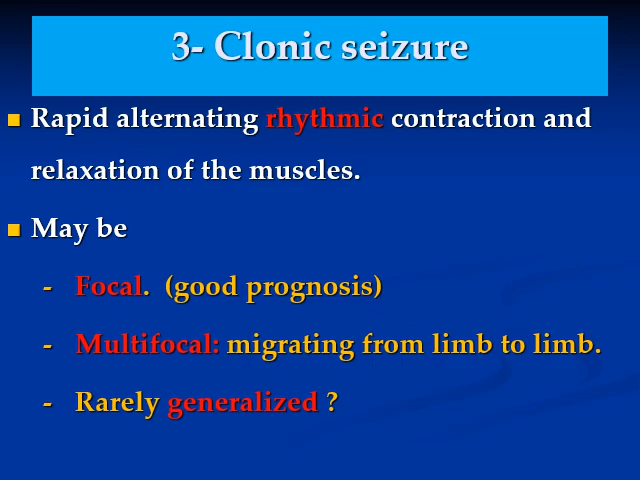 3- Clonic seizure
Rapid alternating rhythmic contraction and
relaxation of the muscles.
May be
- Focal. (good prognosis)
- Multifocal: migrating from limb to limb.
- Rarely generalized ?